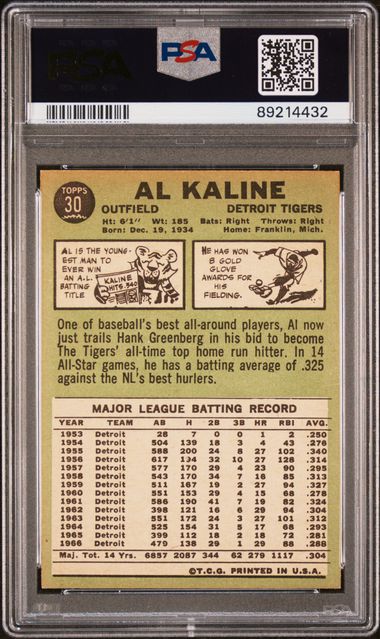 PSA
PSA
89214432
TOPPS
30
AL KALINE
OUTFIELD DETROIT TIGERS
Ht: 6'1" Wt: 185 Bats: Right Throws: Right
Born: Dec. 19, 1934 Home: Franklin, Mich.
AL IS THE YOUNG-
EST MAN TO
EVER WIN
AN A.L.
BATTING
TITLE
KALINE
HITS .340
HE HAS WON
8 GOLD
GLOVE
AWARDS FOR
HIS
FIELDING.
One of baseball's best all-around players, Al now
just trails Hank Greenberg in his bid to become
The Tigers' all-time top home run hitter. In 14
All-Star games, he has a batting average of .325
against the NL's best hurlers.
MAJOR LEAGUE BATTING RECORD
YEAR TEAM AB H 2B 3B HR RBI AVG.
1953 Detroit 28 7 0 0 1 2 .250
1954 Detroit 504 139 18 3 4 43 .276
1955 Detroit 588 200 24 8 27 102 .340
1956 Detroit 617 194 32 10 27 128 .314
1957 Detroit 577 170 29 4 23 90 .295
1958 Detroit 543 170 34 7 16 85 .313
1959 Detroit 511 167 19 2 27 94 .327
1960 Detroit 551 153 29 4 15 68 .278
1961 Detroit 586 190 41 7 19 82 .324
1962 Detroit 398 121 16 6 29 94 .304
1963 Detroit 551 172 24 3 27 101 .312
1964 Detroit 525 154 31 5 17 68 .293
1965 Detroit 399 112 18 2 18 72 .281
1966 Detroit 479 138 29 1 29 88 .288
Maj. Tot. 14 Yrs. 6857 2087 344 62 279 1117 .304
©T.C.G. PRINTED IN U.S.A.